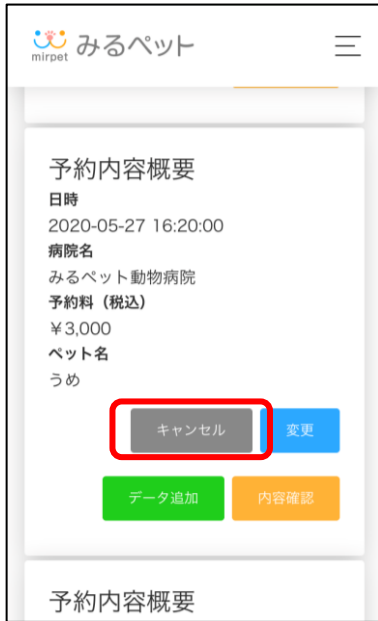 mirpet みるペット
予約内容概要
日時
2020-05-27 16:20:00
病院名
みるペット動物病院
予約料（税込）
￥3,000
ペット名
うめ
キャンセル 変更
データ追加 内容確認
予約内容概要